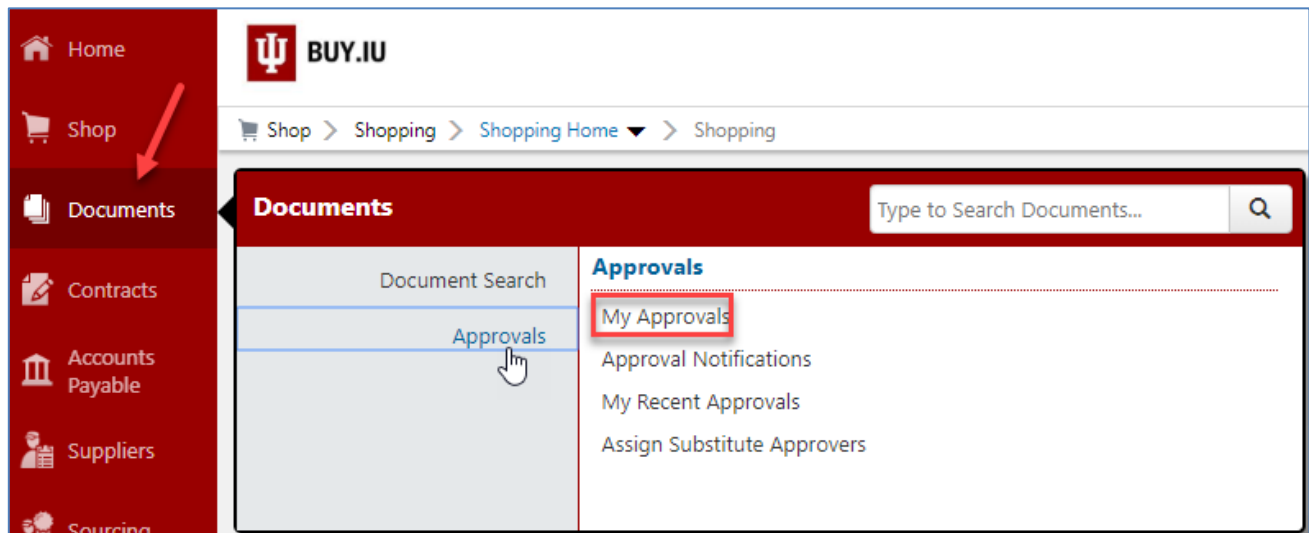 Home
Shop
Documents
Contracts
Accounts
Payable
Suppliers
Sourcing
BUY.IU
Shop > Shopping > Shopping Home > Shopping
Documents
Type to Search Documents...
Document Search
Approvals
Approvals
My Approvals
Approval Notifications
My Recent Approvals
Assign Substitute Approvers